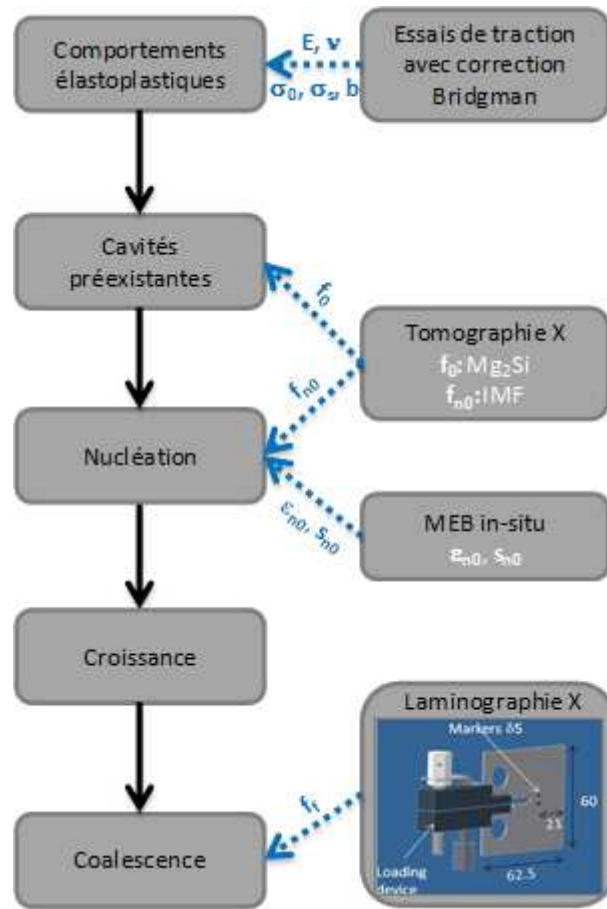 Comportements
élastoplastiques
E, ν
σ0, σs, b
Essais de traction
avec correction
Bridgman
Cavités
préexistantes
f0
Tomographie X
f0:Mg2Si
fn0:IMF
fn0
Nucléation
εn0, sn0
MEB in-situ
εn0, sn0
Croissance
Laminographie X
Markers δ5
60
Loading
device
62.5
ff
Coalescence